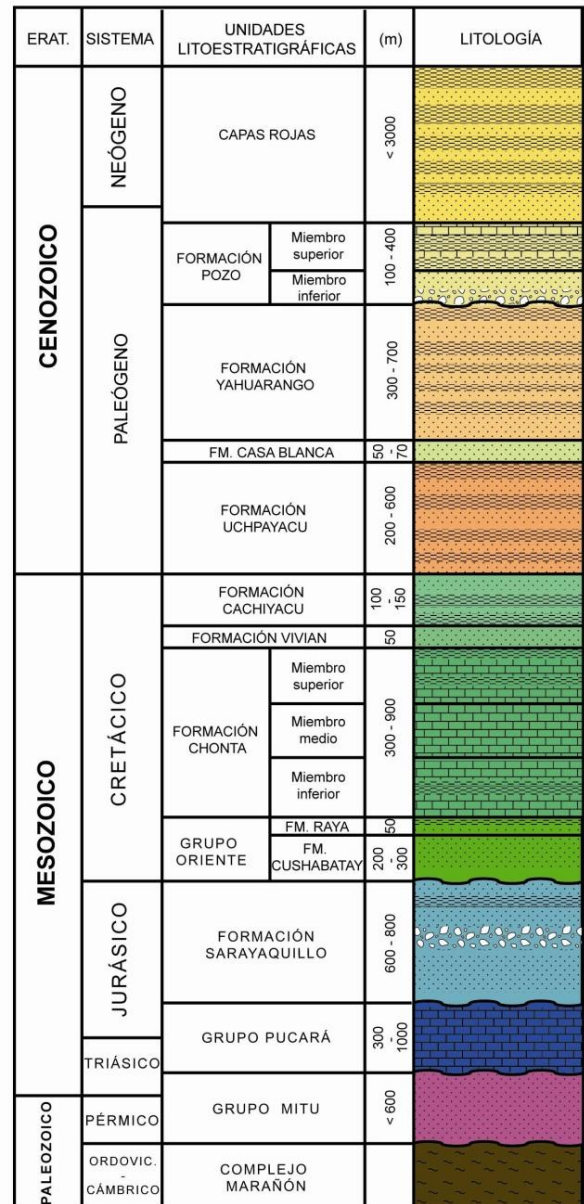 ERAT.
SISTEMA
UNIDADES
LITOESTRATIGRÁFICAS
(m)
LITOLOGÍA
CENOZOICO
NEÓGENO
CAPAS ROJAS
< 3000
PALEÓGENO
FORMACIÓN
POZO
Miembro
superior
Miembro
inferior
100 - 400
FORMACIÓN
YAHUARANGO
300 - 700
FM. CASA BLANCA
50
-
70
FORMACIÓN
UCHPAYACU
200 - 600
MESOZOICO
CRETÁCICO
FORMACIÓN
CACHIYACU
100
-
150
FORMACIÓN VIVIAN
50
FORMACIÓN
CHONTA
Miembro
superior
Miembro
medio
Miembro
inferior
300 - 900
GRUPO
ORIENTE
FM. RAYA
50
FM.
CUSHABATAY
200
-
300
JURÁSICO
FORMACIÓN
SARAYAQUILLO
600 - 800
GRUPO PUCARÁ
300
-
1000
TRIÁSICO
PALEOZOICO
PÉRMICO
GRUPO MITU
< 600
ORDOVIC.
-
CÁMBRICO
COMPLEJO
MARAÑÓN